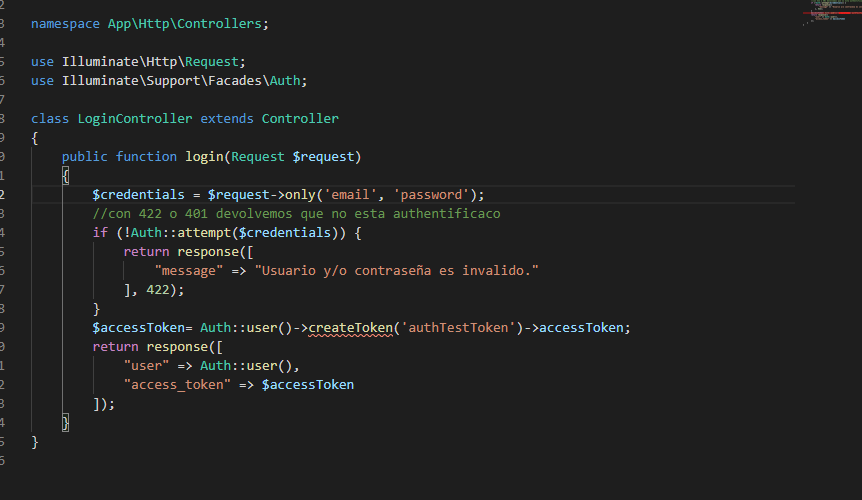 2
3 namespace App\Http\Controllers;
4
5 use Illuminate\Http\Request;
6 use Illuminate\Support\Facades\Auth;
7
8 class LoginController extends Controller
9 {
0     public function login(Request $request)
1     {
2         $credentials = $request->only('email', 'password');
3         //con 422 o 401 devolvemos que no esta authentificaco
4         if (!Auth::attempt($credentials)) {
5             return response([
6                 "message" => "Usuario y/o contraseña es invalido."
7             ], 422);
8         }
9         $accessToken= Auth::user()->createToken('authTestToken')->accessToken;
0         return response([
1             "user" => Auth::user(),
2             "access_token" => $accessToken
3         ]);
4     }
5 }
6